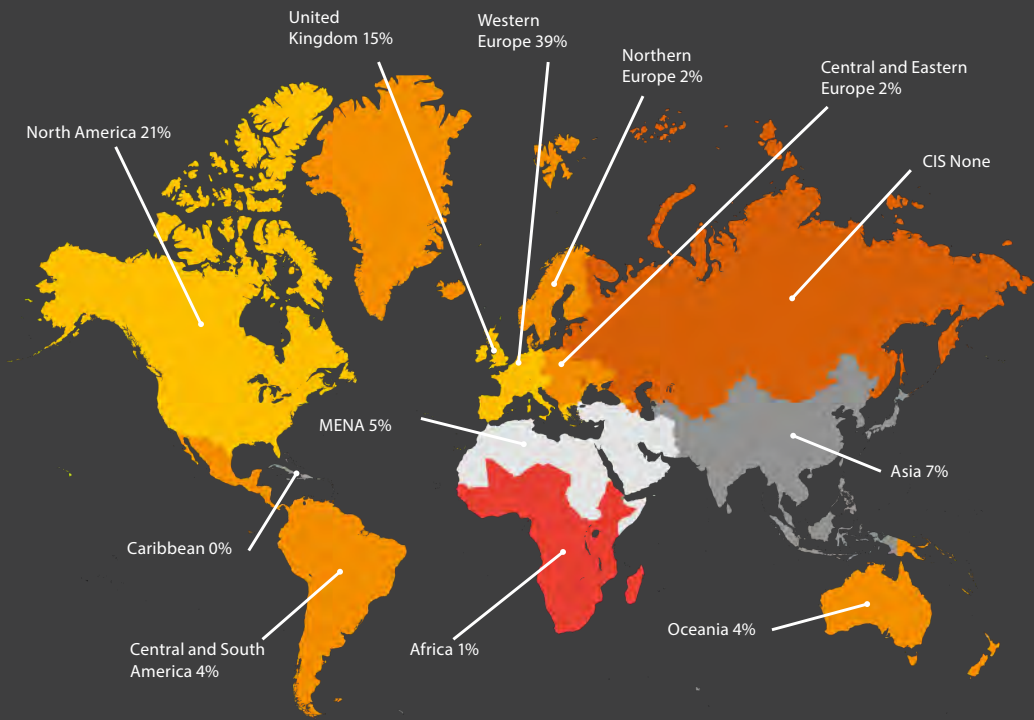 United
Kingdom 15%
Western
Europe 39%
Northern
Europe 2%
Central and Eastern
Europe 2%
North America 21%
CIS None
MENA 5%
Asia 7%
Caribbean 0%
Oceania 4%
Central and South
America 4%
Africa 1%